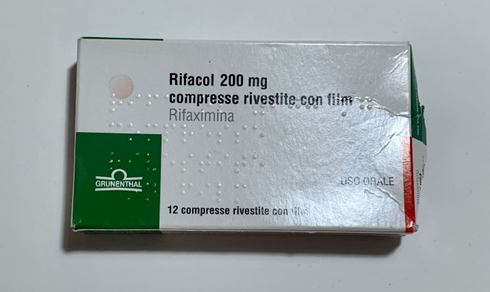 Rifacol 200 mg
compresse rivestite con film
Rifaximina
GRUNENTHAL
USO ORALE
12 compresse rivestite con film